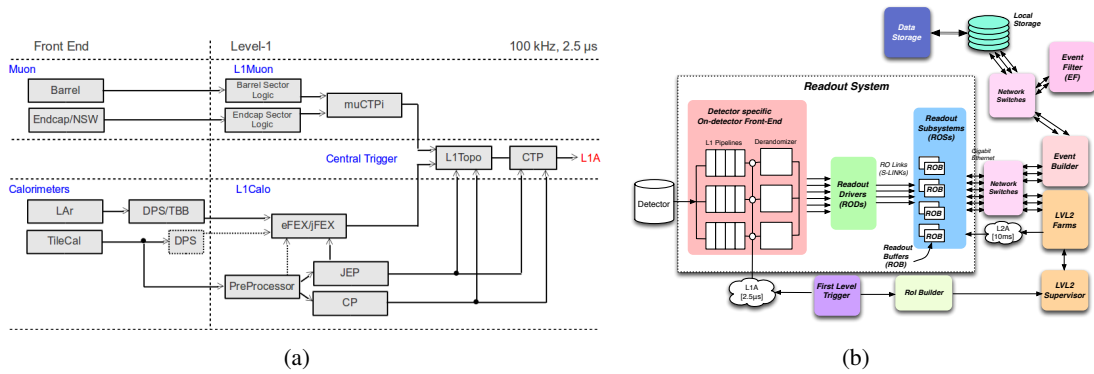 Front End
Level-1
100 kHz, 2.5 µs
Muon
L1Muon
Barrel
Barrel Sector
Logic
muCTPi
Endcap/NSW
Endcap Sector
Logic
Central Trigger
L1Topo
CTP
L1A
Calorimeters
L1Calo
LAr
DPS/TBB
eFEX/jFEX
TileCal
DPS
PreProcessor
JEP
CP
(a)
Data
Storage
Local
Storage
Event
Filter
(EF)
Network
Switches
Readout System
Detector specific
On-detector Front-End
L1 Pipelines
Derandomizer
Readout
Subsystems
(ROSs)
Gigabit
Ethernet
Event
Builder
RO Links
(S-LINKs)
ROB
ROB
ROB
ROB
Network
Switches
Detector
Readout
Drivers
(RODs)
LVL2
Farms
L2A
[10ms]
Readout
Buffers
(ROB)
L1A
[2.5µs]
First Level
Trigger
RoI Builder
LVL2
Supervisor
(b)